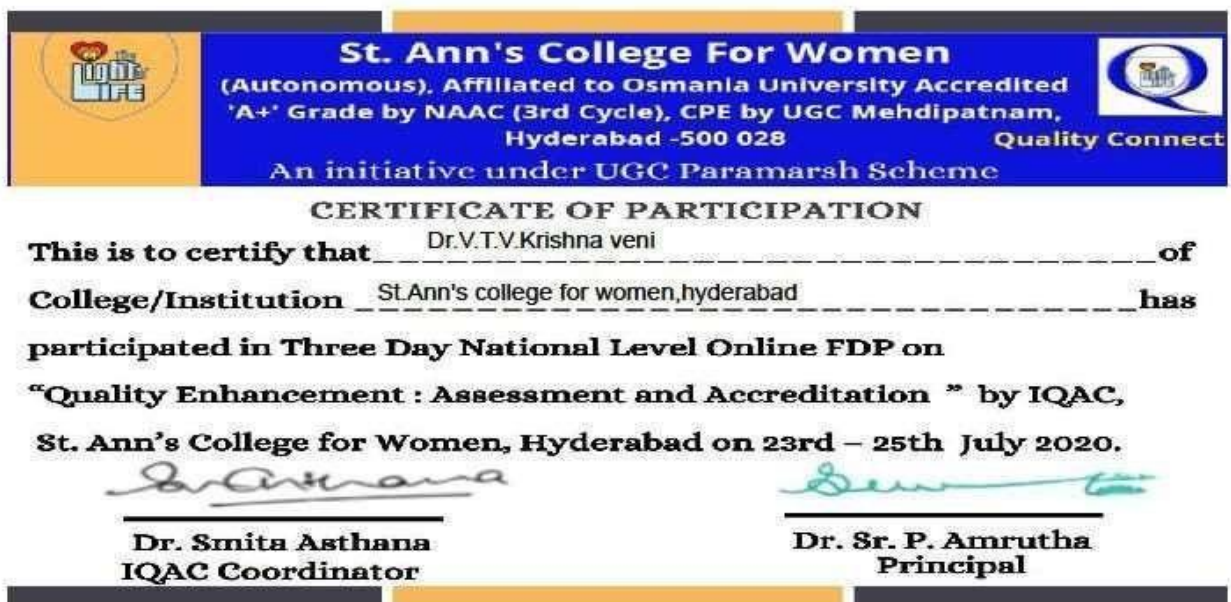 the Light of LIFE
St. Ann's College For Women
(Autonomous), Affiliated to Osmania University Accredited
'A+' Grade by NAAC (3rd Cycle), CPE by UGC Mehdipatnam,
Hyderabad -500 028
Quality Connect
An initiative under UGC Paramarsh Scheme
CERTIFICATE OF PARTICIPATION
This is to certify that Dr.V.T.V.Krishna veni of
College/Institution St.Ann's college for women,hyderabad has
participated in Three Day National Level Online FDP on
“Quality Enhancement : Assessment and Accreditation ” by IQAC,
St. Ann’s College for Women, Hyderabad on 23rd – 25th July 2020.
Dr. Smita Asthana
IQAC Coordinator
Dr. Sr. P. Amrutha
Principal